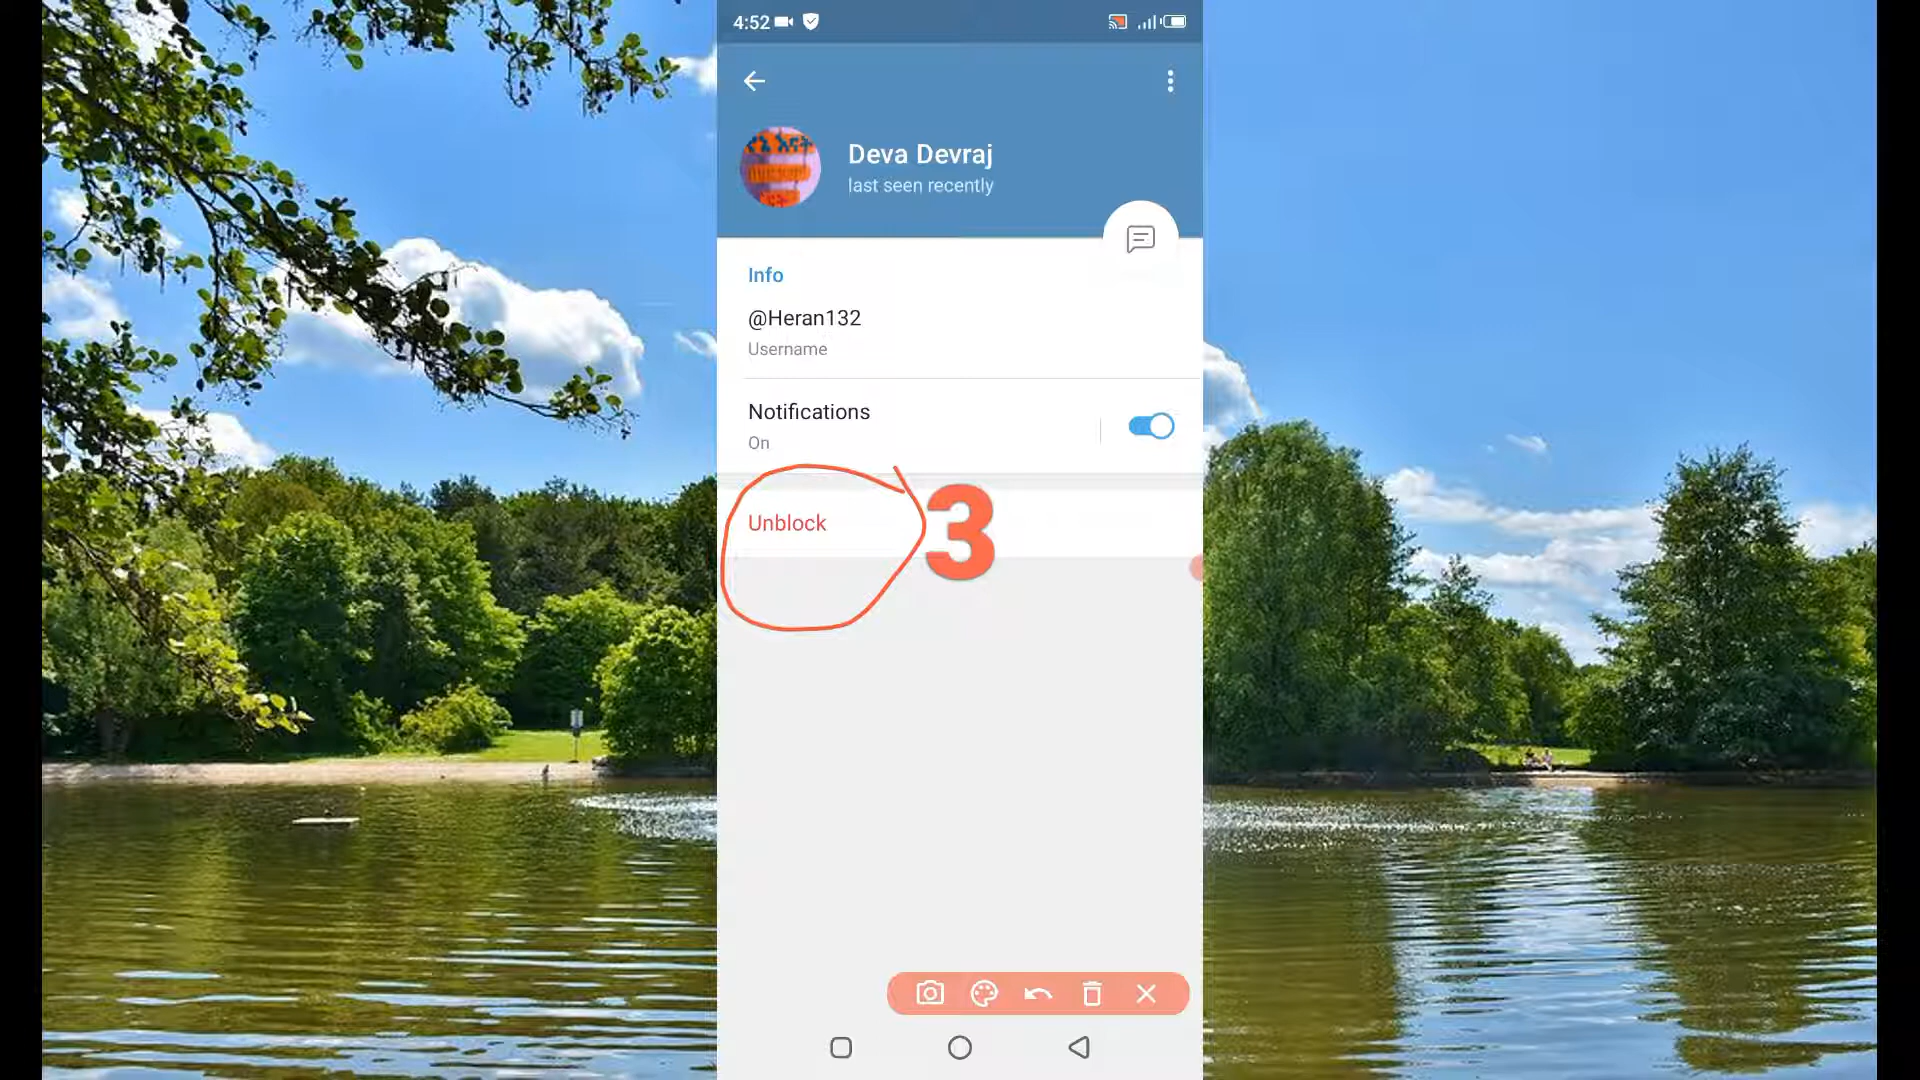 4:52
Deva Devraj
last seen recently
Info
@Heran132
Username
Notifications
On
Unblock
3